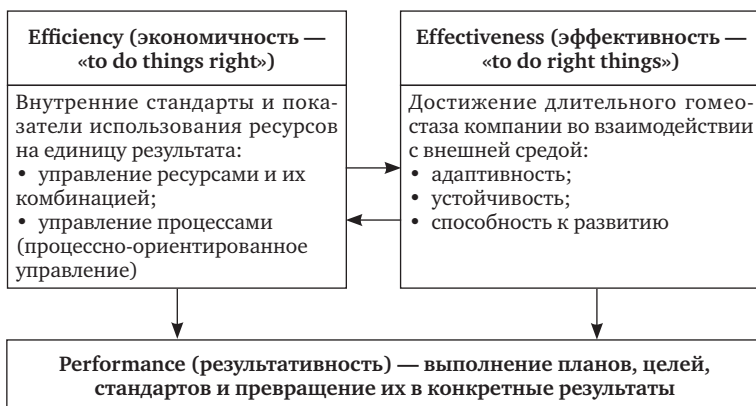 Efficiency (экономичность —
«to do things right»)
Внутренние стандарты и пока-
затели использования ресурсов
на единицу результата:
• управление ресурсами и их
комбинацией;
• управление процессами
(процессно-ориентированное
управление)
Effectiveness (эффективность —
«to do right things»)
Достижение длительного гомео-
стаза компании во взаимодействии
с внешней средой:
• адаптивность;
• устойчивость;
• способность к развитию
Performance (результативность) — выполнение планов, целей,
стандартов и превращение их в конкретные результаты